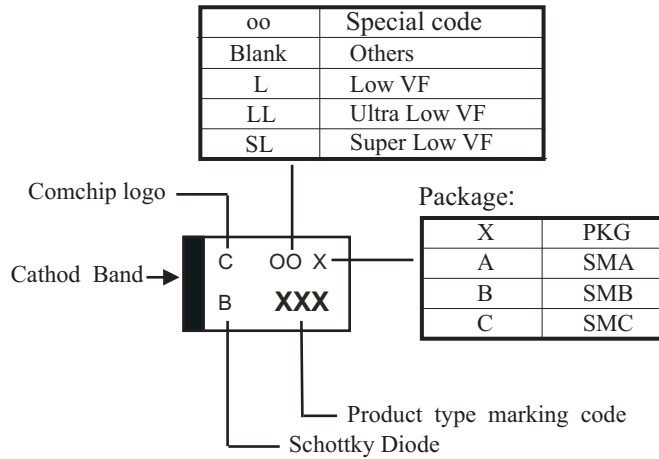 oo Special code
Blank Others
L Low VF
LL Ultra Low VF
SL Super Low VF
Comchip logo
Package:
X PKG
A SMA
B SMB
C SMC
Cathod Band
C OO X
B XXX
Product type marking code
Schottky Diode